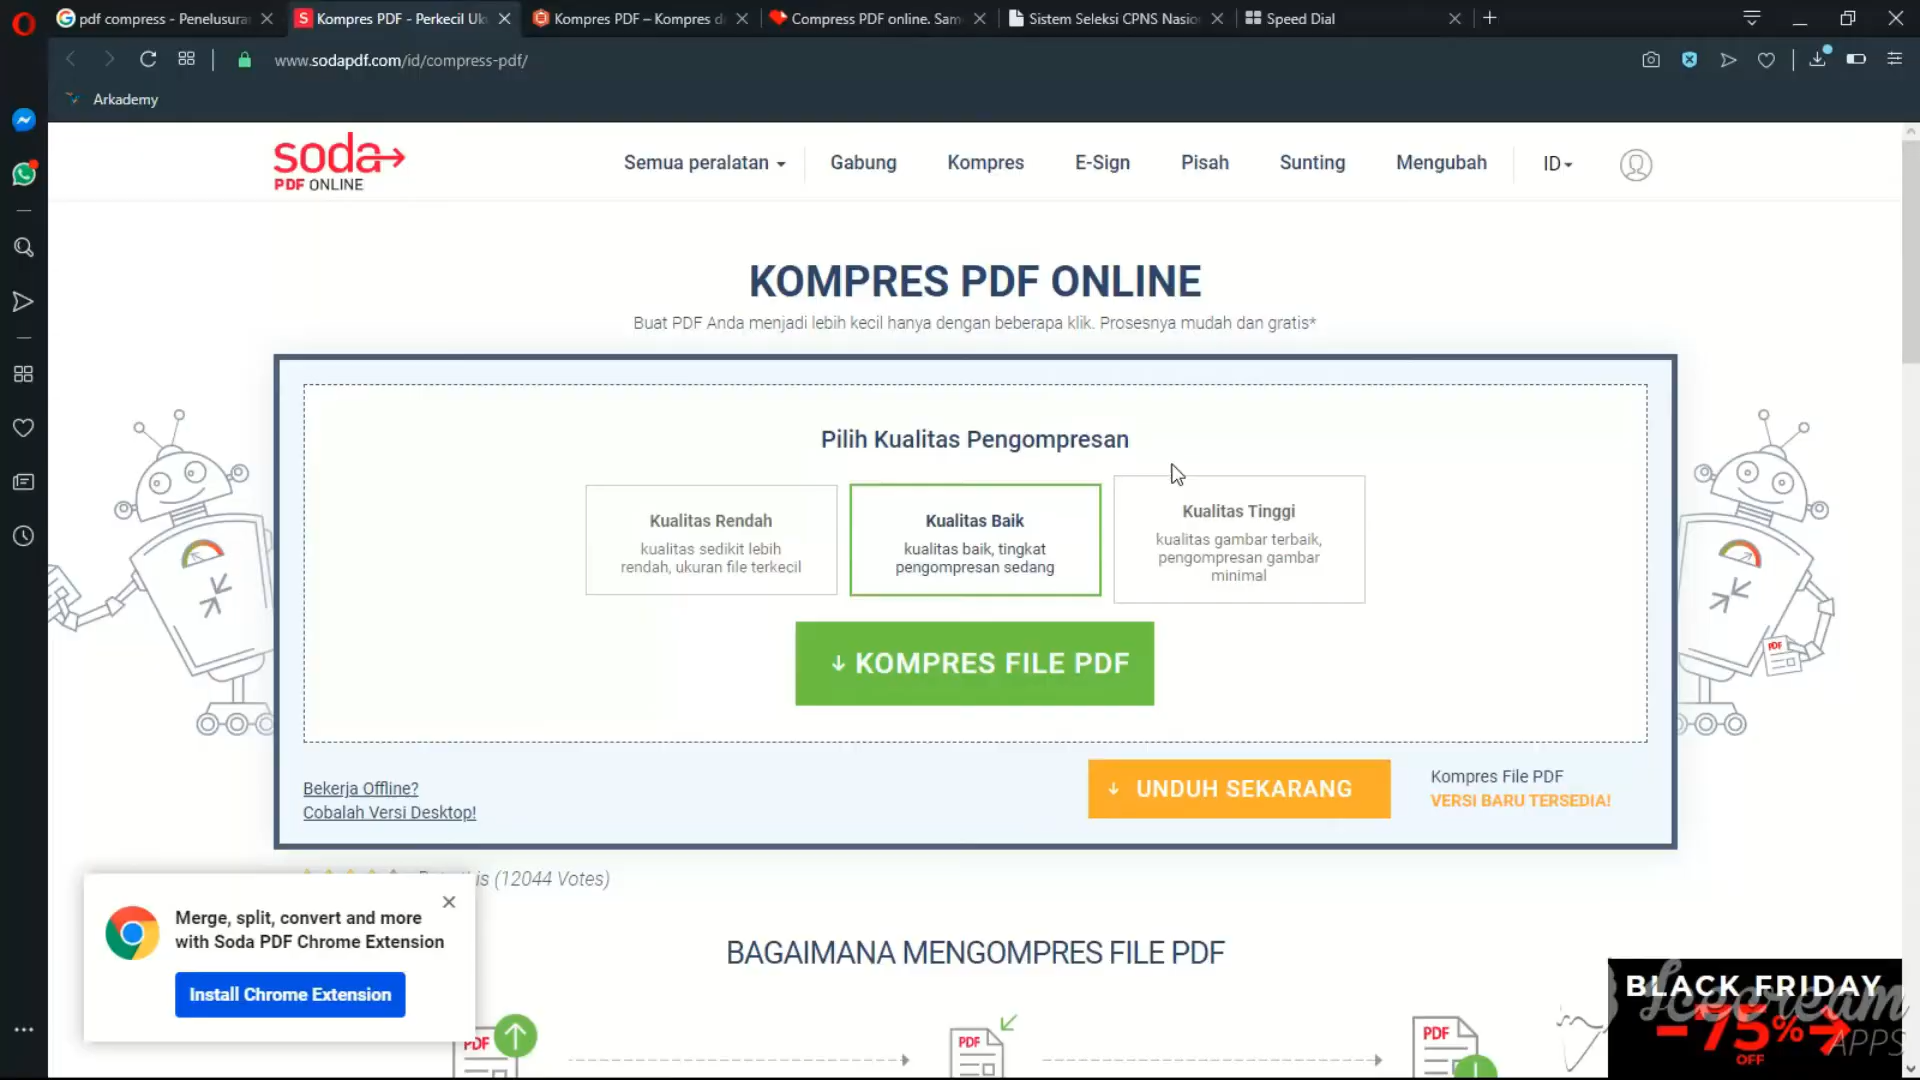 pdf compress - Penelusura
Kompres PDF - Perkecil Uk
Kompres PDF – Kompres d
Compress PDF online. Sam
Sistem Seleksi CPNS Nasio
Speed Dial
www.sodapdf.com/id/compress-pdf/
Arkademy
soda
PDF ONLINE
Semua peralatan
Gabung
Kompres
E-Sign
Pisah
Sunting
Mengubah
ID
KOMPRES PDF ONLINE
Buat PDF Anda menjadi lebih kecil hanya dengan beberapa klik. Prosesnya mudah dan gratis*
Pilih Kualitas Pengompresan
Kualitas Rendah
kualitas sedikit lebih
rendah, ukuran file terkecil
Kualitas Baik
kualitas baik, tingkat
pengompresan sedang
Kualitas Tinggi
kualitas gambar terbaik,
pengompresan gambar
minimal
KOMPRES FILE PDF
PDF
Bekerja Offline?
Cobalah Versi Desktop!
UNDUH SEKARANG
Kompres File PDF
VERSI BARU TERSEDIA!
(12044 Votes)
Merge, split, convert and more
with Soda PDF Chrome Extension
Install Chrome Extension
BAGAIMANA MENGOMPRES FILE PDF
PDF
PDF
PDF
BLACK FRIDAY
-75%
OFF
Icecream
APPS